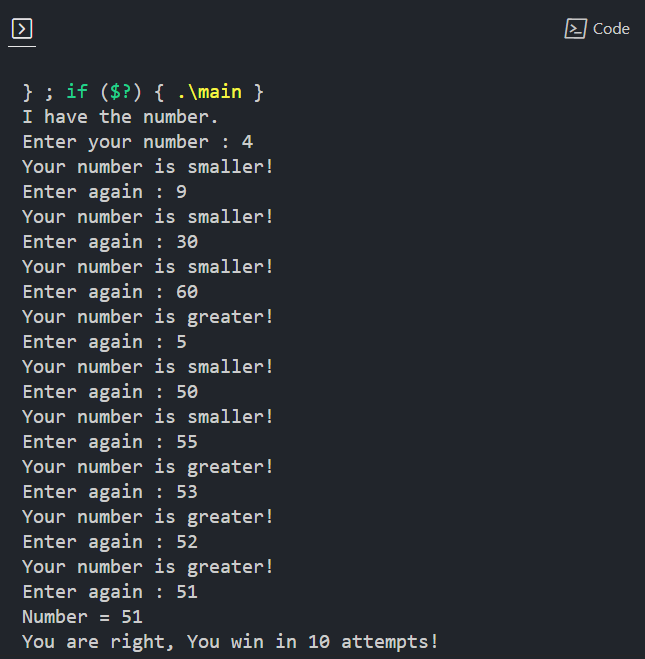 Code
} ; if ($?) { .\main }
I have the number.
Enter your number : 4
Your number is smaller!
Enter again : 9
Your number is smaller!
Enter again : 30
Your number is smaller!
Enter again : 60
Your number is greater!
Enter again : 5
Your number is smaller!
Enter again : 50
Your number is smaller!
Enter again : 55
Your number is greater!
Enter again : 53
Your number is greater!
Enter again : 52
Your number is greater!
Enter again : 51
Number = 51
You are right, You win in 10 attempts!